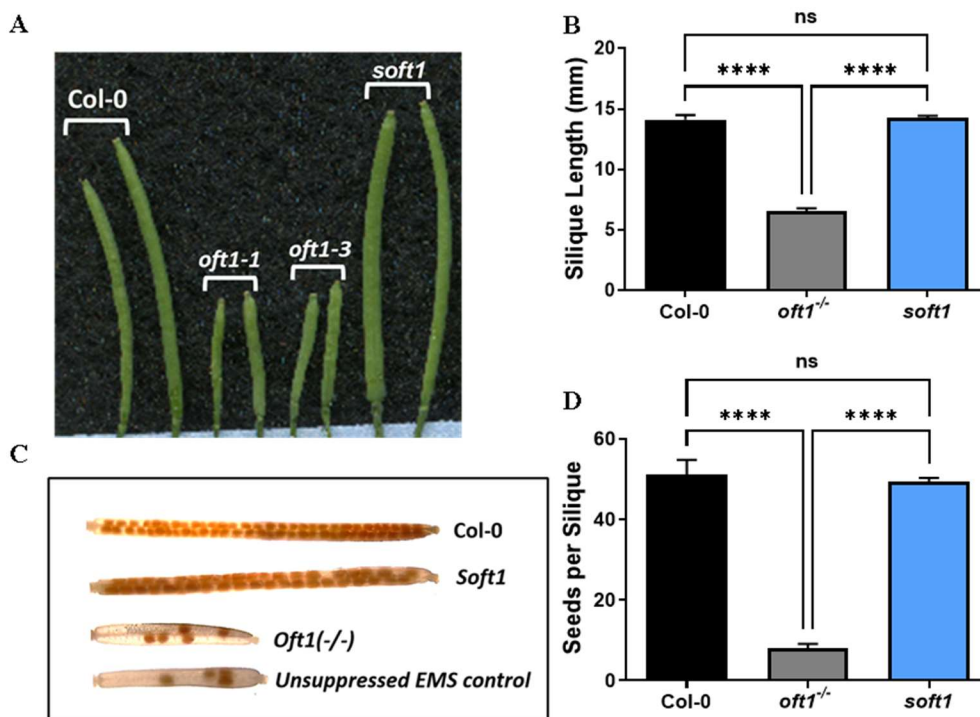 A
Col-0
oft1-1
oft1-3
soft1
B
ns
****
****
Silique Length (mm)
20
15
10
5
0
Col-0
oft1-/-
soft1
C
Col-0
Soft1
Oft1(-/-)
Unsuppressed EMS control
D
ns
****
****
Seeds per Silique
60
40
20
0
Col-0
oft1-/-
soft1